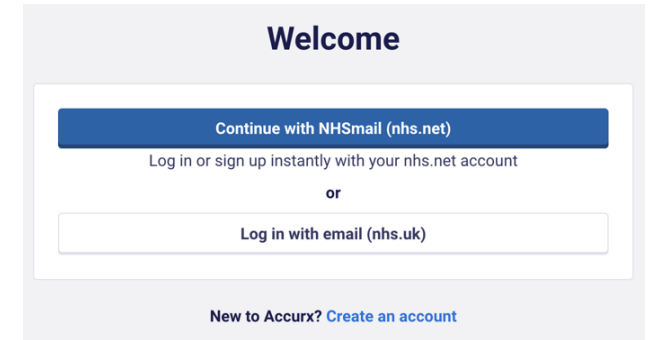 Welcome
Continue with NHSmail (nhs.net)
Log in or sign up instantly with your nhs.net account
or
Log in with email (nhs.uk)
New to Accurx? Create an account